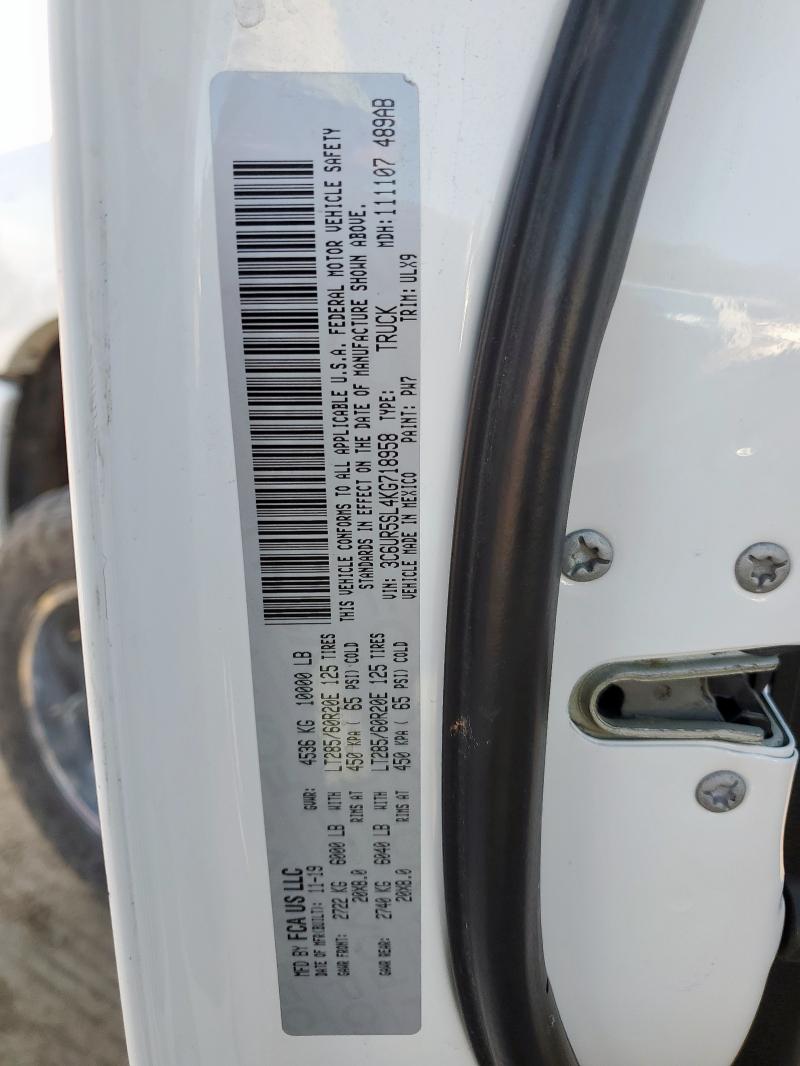 MFD BY FCA US LLC
DATE OF MFR(BUILT): 11-19 GVWR: 4536 KG 10000 LB
GAWR FRONT: 2722 KG 6000 LB WITH LT285/60R20E 125 TIRES
20X8.0 RIMS AT 450 KPA ( 65 PSI) COLD
GAWR REAR: 2740 KG 6040 LB WITH LT285/60R20E 125 TIRES
20X8.0 RIMS AT 450 KPA ( 65 PSI) COLD
THIS VEHICLE CONFORMS TO ALL APPLICABLE U.S.A. FEDERAL MOTOR VEHICLE SAFETY
STANDARDS IN EFFECT ON THE DATE OF MANUFACTURE SHOWN ABOVE.
VIN: 3C6UR5SL4KG718958 TYPE: TRUCK MDH:111107 489AB
VEHICLE MADE IN MEXICO PAINT: PW7 TRIM: ULX9